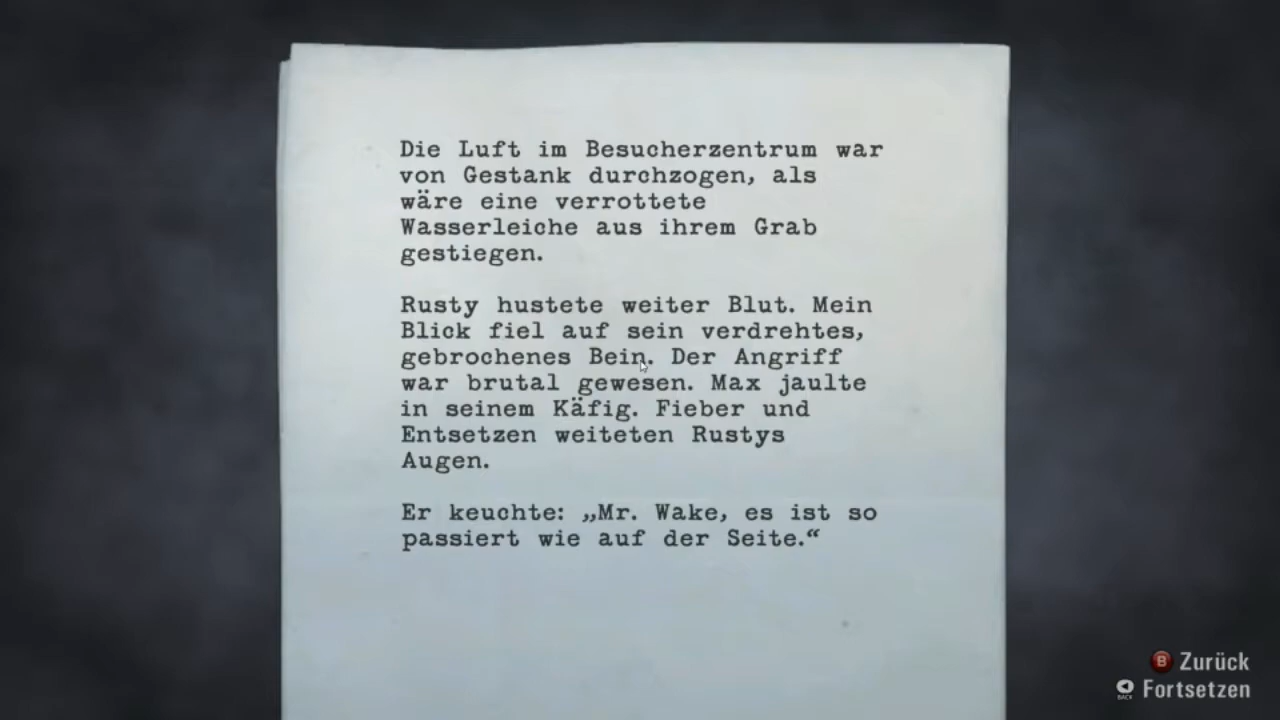 Die Luft im Besucherzentrum war
von Gestank durchzogen, als
wäre eine verrottete
Wasserleiche aus ihrem Grab
gestiegen.
Rusty hustete weiter Blut. Mein
Blick fiel auf sein verdrehtes,
gebrochenes Bein. Der Angriff
war brutal gewesen. Max jaulte
in seinem Käfig. Fieber und
Entsetzen weiteten Rustys
Augen.
Er keuchte: „Mr. Wake, es ist so
passiert wie auf der Seite.“
B Zurück
BACK Fortsetzen